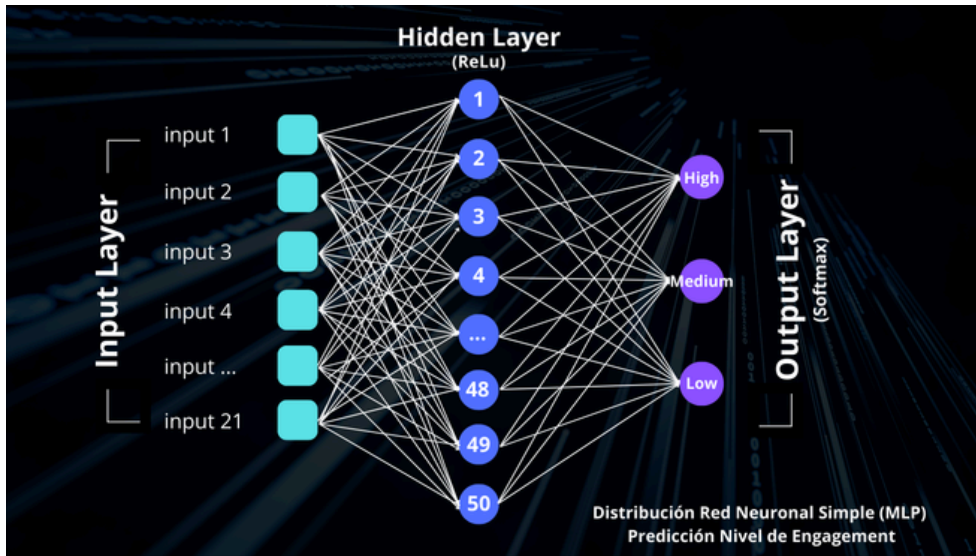 Hidden Layer
(ReLu)
Input Layer
input 1
input 2
input 3
input 4
input ...
input 21
1
2
3
4
...
48
49
50
High
Medium
Low
Output Layer
(Softmax)
Distribución Red Neuronal Simple (MLP)
Predicción Nivel de Engagement